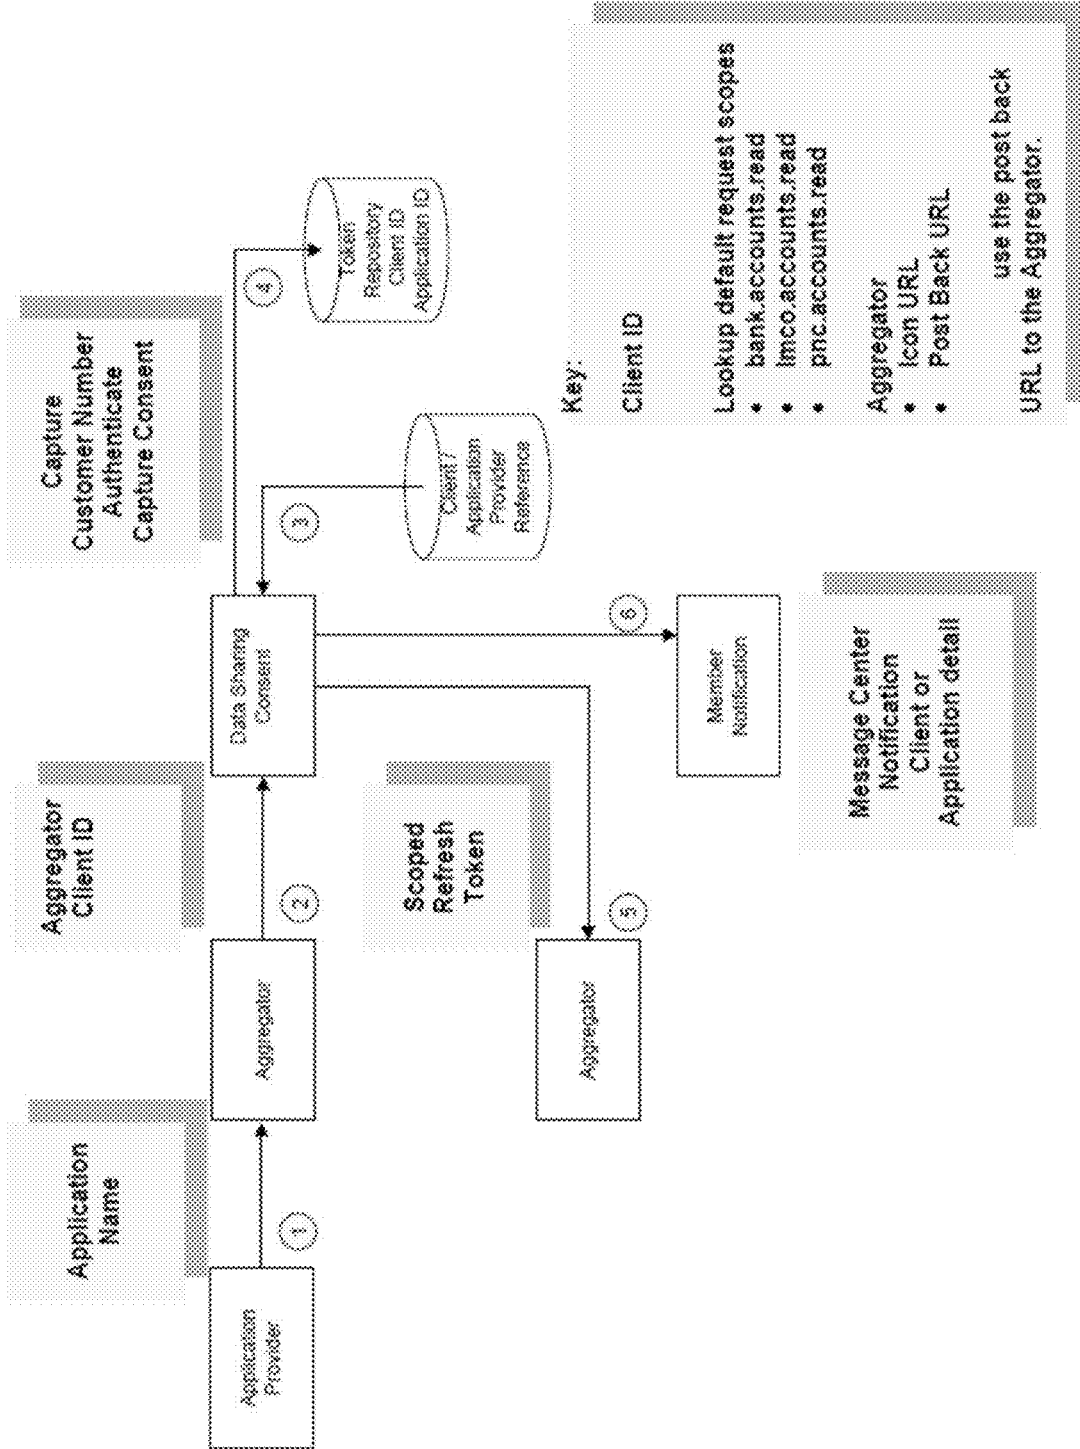 Capture
Customer Number
Authenticate
Capture Consent
Aggregator
Client ID
Application
Name
4
Token
Repository
Client ID
Application ID
Data Sharing
Consent
3
Client /
Application
Provider
Reference
2
Aggregator
1
Application
Provider
Scoped
Refresh
Token
5
Aggregator
6
Member
Notification
Message Center
Notification
Client or
Application detail
Key:
Client ID
Lookup default request scopes
• bank.accounts.read
• lmco.accounts.read
• pnc.accounts.read
Aggregator
• Icon URL
• Post Back URL
use the post back
URL to the Aggregator.